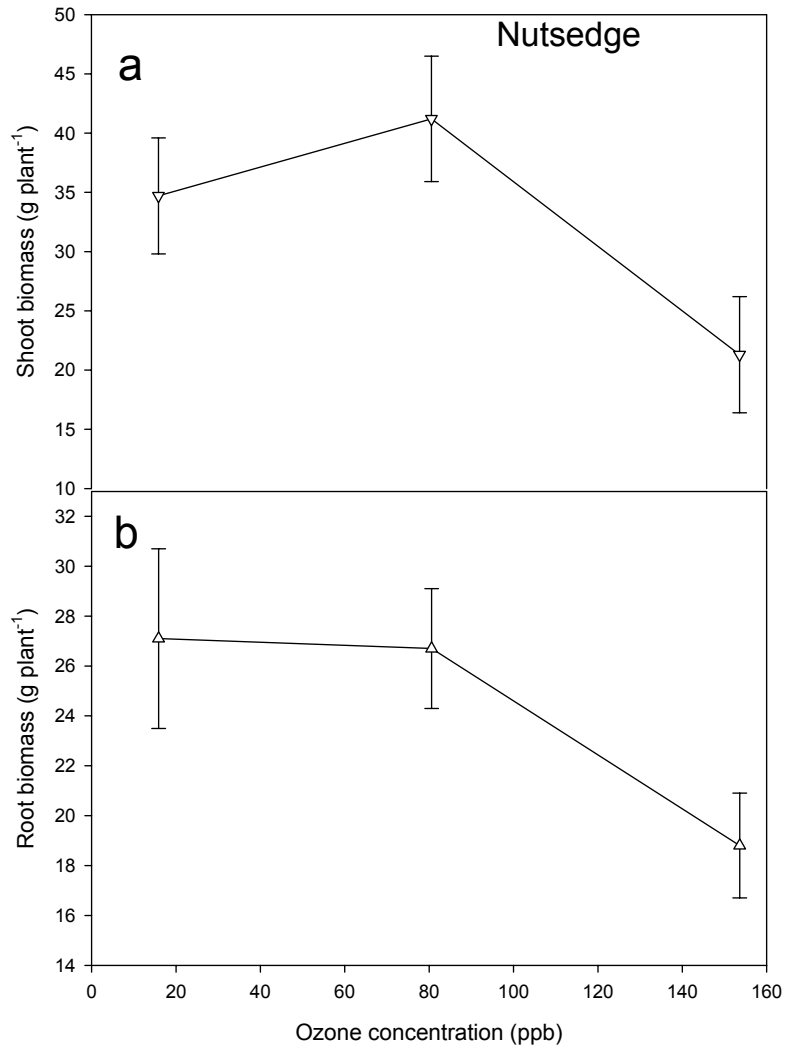 Nutsedge
a
50
45
40
35
30
25
20
15
10
Shoot biomass (g plant⁻¹)
b
32
30
28
26
24
22
20
18
16
14
Root biomass (g plant⁻¹)
0 20 40 60 80 100 120 140 160
Ozone concentration (ppb)